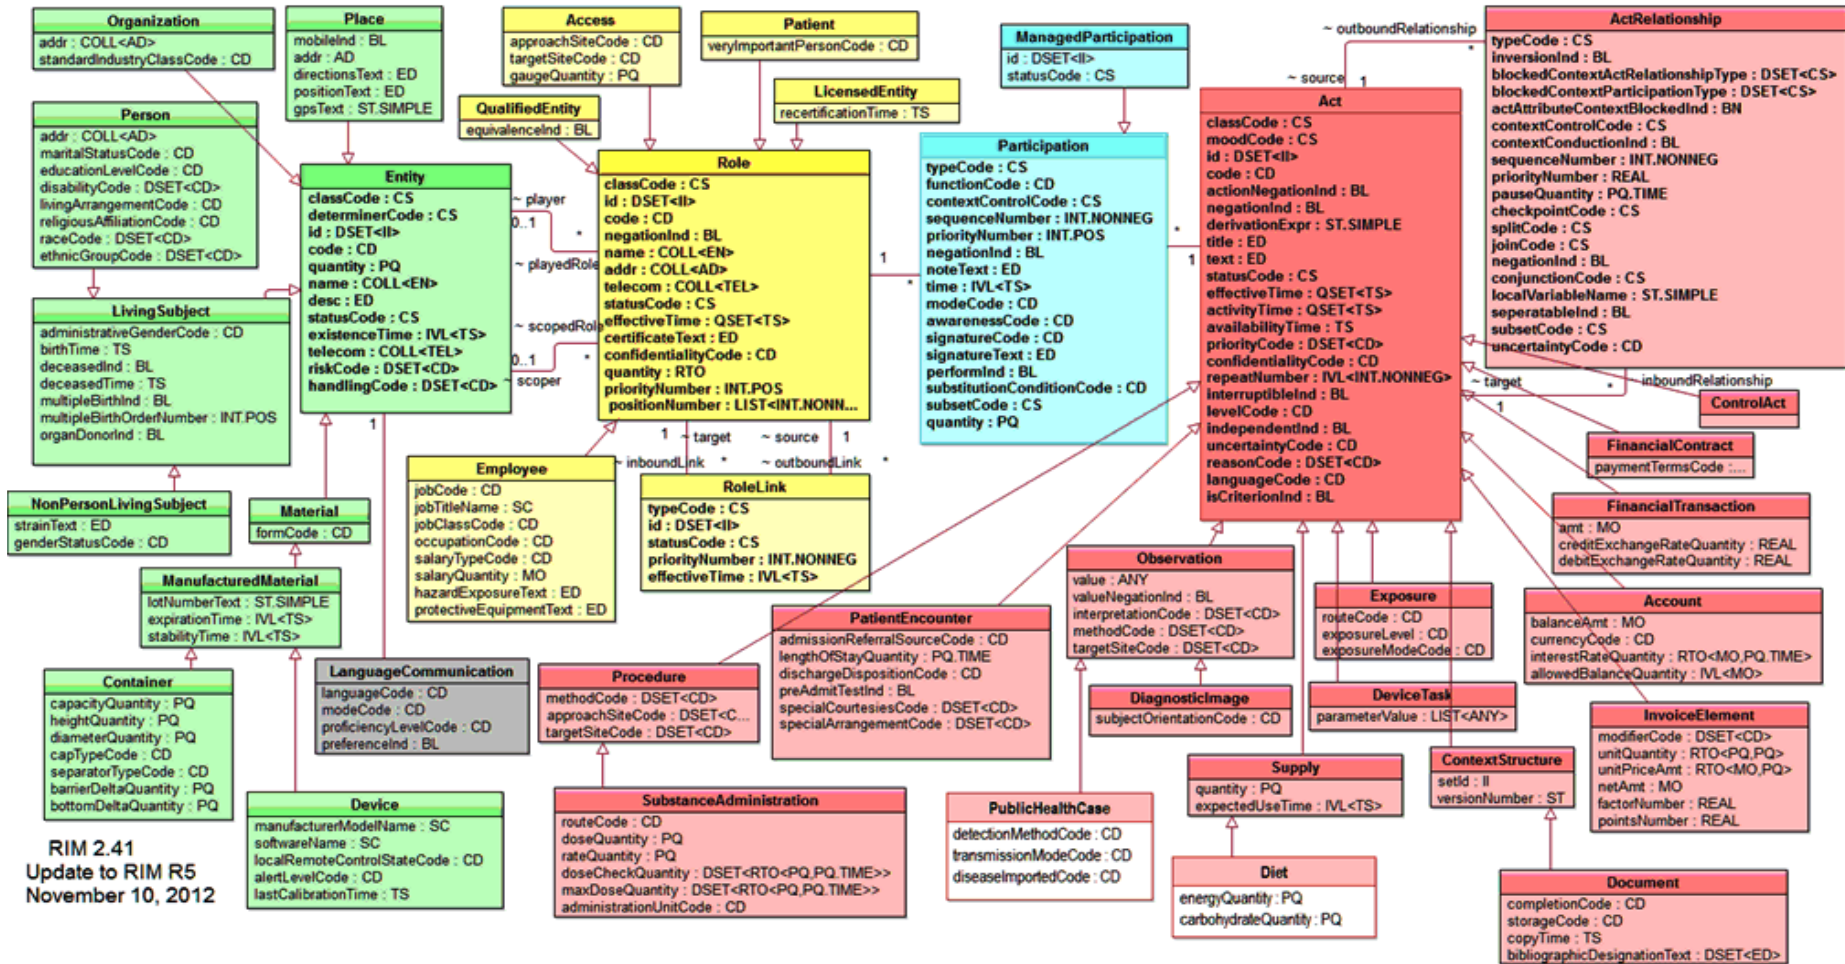 Organization
addr : COLL<AD>
standardIndustryClassCode : CD
Place
mobileInd : BL
addr : AD
directionsText : ED
positionText : ED
gpsText : ST.SIMPLE
Access
approachSiteCode : CD
targetSiteCode : CD
gaugeQuantity : PQ
Patient
veryImportantPersonCode : CD
ManagedParticipation
id : DSET<II>
statusCode : CS
~ outboundRelationship
*
~ source
1
ActRelationship
typeCode : CS
inversionInd : BL
blockedContextActRelationshipType : DSET<CS>
blockedContextParticipationType : DSET<CS>
actAttributeContextBlockedInd : BN
contextControlCode : CS
contextConductionInd : BL
sequenceNumber : INT.NONNEG
priorityNumber : REAL
pauseQuantity : PQ.TIME
checkpointCode : CS
splitCode : CS
joinCode : CS
negationInd : BL
conjunctionCode : CS
localVariableName : ST.SIMPLE
seperatableInd : BL
subsetCode : CS
uncertaintyCode : CD
Person
addr : COLL<AD>
maritalStatusCode : CD
educationLevelCode : CD
disabilityCode : DSET<CD>
livingArrangementCode : CD
religiousAffiliationCode : CD
raceCode : DSET<CD>
ethnicGroupCode : DSET<CD>
QualifiedEntity
equivalenceInd : BL
LicensedEntity
recertificationTime : TS
Entity
classCode : CS
determinerCode : CS
id : DSET<II>
code : CD
quantity : PQ
name : COLL<EN>
desc : ED
statusCode : CS
existenceTime : IVL<TS>
telecom : COLL<TEL>
riskCode : DSET<CD>
handlingCode : DSET<CD>
~ player
0..1
*
~ playedRole
~ scopedRole
0..1
*
~ scoper
Role
classCode : CS
id : DSET<II>
code : CD
negationInd : BL
name : COLL<EN>
addr : COLL<AD>
telecom : COLL<TEL>
statusCode : CS
effectiveTime : QSET<TS>
certificateText : ED
confidentialityCode : CD
quantity : RTO
priorityNumber : INT.POS
positionNumber : LIST<INT.NONN...
1
*
Participation
typeCode : CS
functionCode : CD
contextControlCode : CS
sequenceNumber : INT.NONNEG
priorityNumber : INT.POS
negationInd : BL
noteText : ED
time : IVL<TS>
modeCode : CD
awarenessCode : CD
signatureCode : CD
signatureText : ED
performInd : BL
substitutionConditionCode : CD
subsetCode : CS
quantity : PQ
*
1
Act
classCode : CS
moodCode : CS
id : DSET<II>
code : CD
actionNegationInd : BL
negationInd : BL
derivationExpr : ST.SIMPLE
title : ED
text : ED
statusCode : CS
effectiveTime : QSET<TS>
activityTime : QSET<TS>
availabilityTime : TS
priorityCode : DSET<CD>
confidentialityCode : CD
repeatNumber : IVL<INT.NONNEG>
interruptibleInd : BL
levelCode : CD
independentInd : BL
uncertaintyCode : CD
reasonCode : DSET<CD>
languageCode : CD
isCriterionInd : BL
~ target
*
inboundRelationship
1
ControlAct
FinancialContract
paymentTermsCode :...
LivingSubject
administrativeGenderCode : CD
birthTime : TS
deceasedInd : BL
deceasedTime : TS
multipleBirthInd : BL
multipleBirthOrderNumber : INT.POS
organDonorInd : BL
1
1
~ target
~ source
1
~ inboundLink
*
~ outboundLink
*
NonPersonLivingSubject
strainText : ED
genderStatusCode : CD
Material
formCode : CD
Employee
jobCode : CD
jobTitleName : SC
jobClassCode : CD
occupationCode : CD
salaryTypeCode : CD
salaryQuantity : MO
hazardExposureText : ED
protectiveEquipmentText : ED
RoleLink
typeCode : CS
id : DSET<II>
statusCode : CS
priorityNumber : INT.NONNEG
effectiveTime : IVL<TS>
FinancialTransaction
amt : MO
creditExchangeRateQuantity : REAL
debitExchangeRateQuantity : REAL
Observation
value : ANY
valueNegationInd : BL
interpretationCode : DSET<CD>
methodCode : DSET<CD>
targetSiteCode : DSET<CD>
ManufacturedMaterial
lotNumberText : ST.SIMPLE
expirationTime : IVL<TS>
stabilityTime : IVL<TS>
Exposure
routeCode : CD
exposureLevel : CD
exposureModeCode : CD
Account
balanceAmt : MO
currencyCode : CD
interestRateQuantity : RTO<MO,PQ.TIME>
allowedBalanceQuantity : IVL<MO>
PatientEncounter
admissionReferralSourceCode : CD
lengthOfStayQuantity : PQ.TIME
dischargeDispositionCode : CD
preAdmitTestInd : BL
specialCourtesiesCode : DSET<CD>
specialArrangementCode : DSET<CD>
LanguageCommunication
languageCode : CD
modeCode : CD
proficiencyLevelCode : CD
preferenceInd : BL
Procedure
methodCode : DSET<CD>
approachSiteCode : DSET<C...
targetSiteCode : DSET<CD>
Container
capacityQuantity : PQ
heightQuantity : PQ
diameterQuantity : PQ
capTypeCode : CD
separatorTypeCode : CD
barrierDeltaQuantity : PQ
bottomDeltaQuantity : PQ
DiagnosticImage
subjectOrientationCode : CD
DeviceTask
parameterValue : LIST<ANY>
InvoiceElement
modifierCode : DSET<CD>
unitQuantity : RTO<PQ,PQ>
unitPriceAmt : RTO<MO,PQ>
netAmt : MO
factorNumber : REAL
pointsNumber : REAL
ContextStructure
setId : II
versionNumber : ST
Supply
quantity : PQ
expectedUseTime : IVL<TS>
Device
manufacturerModelName : SC
softwareName : SC
localRemoteControlStateCode : CD
alertLevelCode : CD
lastCalibrationTime : TS
SubstanceAdministration
routeCode : CD
doseQuantity : PQ
rateQuantity : PQ
doseCheckQuantity : DSET<RTO<PQ,PQ.TIME>>
maxDoseQuantity : DSET<RTO<PQ,PQ.TIME>>
administrationUnitCode : CD
PublicHealthCase
detectionMethodCode : CD
transmissionModeCode : CD
diseaseImportedCode : CD
Diet
energyQuantity : PQ
carbohydrateQuantity : PQ
Document
completionCode : CD
storageCode : CD
copyTime : TS
bibliographicDesignationText : DSET<ED>
RIM 2.41
Update to RIM R5
November 10, 2012